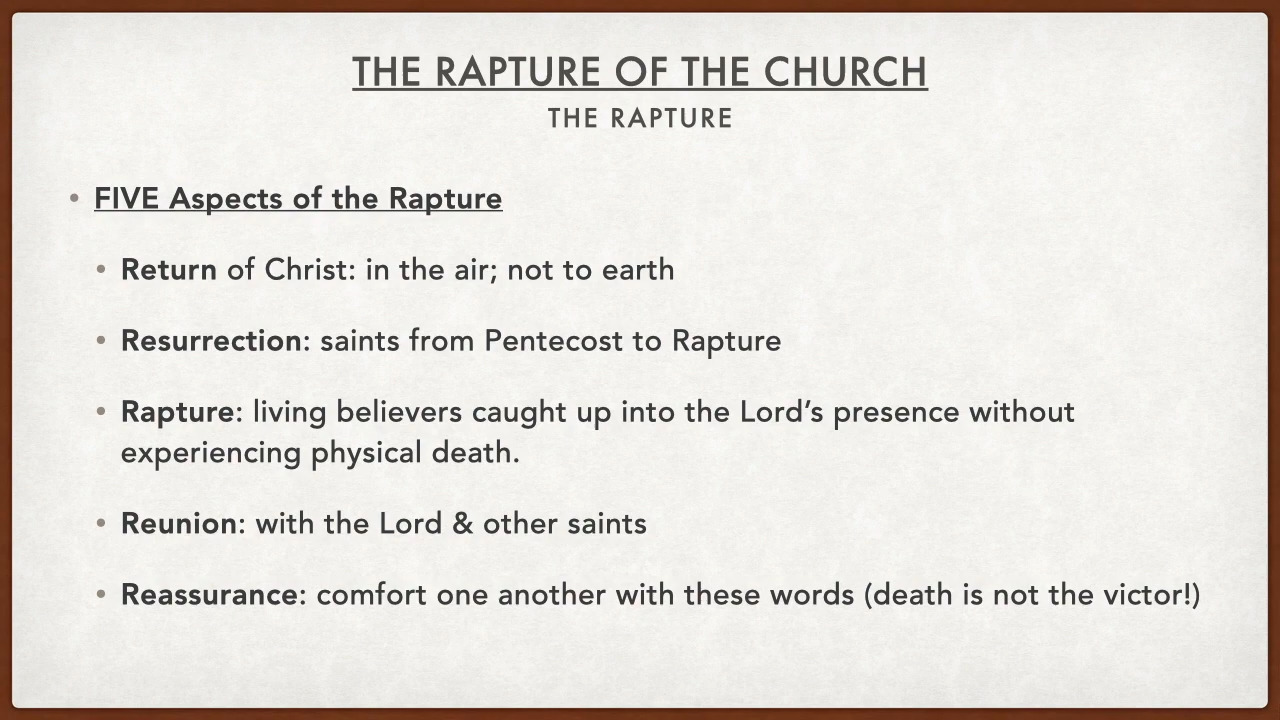 THE RAPTURE OF THE CHURCH
THE RAPTURE
• FIVE Aspects of the Rapture
• Return of Christ: in the air; not to earth
• Resurrection: saints from Pentecost to Rapture
• Rapture: living believers caught up into the Lord’s presence without
experiencing physical death.
• Reunion: with the Lord & other saints
• Reassurance: comfort one another with these words (death is not the victor!)